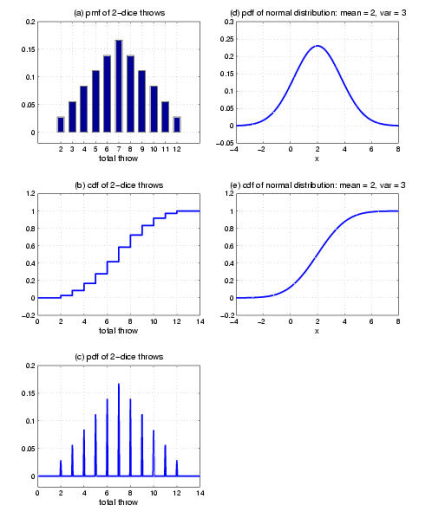 (a) pmf of 2-dice throws
0.2
0.15
0.1
0.05
0
2 3 4 5 6 7 8 9 10 11 12
total throw
(d) pdf of normal distribution: mean = 2, var = 3
0.3
0.25
0.2
0.15
0.1
0.05
0
-0.05
-4 -2 0 2 4 6 8
x
(b) cdf of 2-dice throws
1.2
1
0.8
0.6
0.4
0.2
0
-0.2
0 2 4 6 8 10 12 14
total throw
(e) cdf of normal distribution: mean = 2, var = 3
1.2
1
0.8
0.6
0.4
0.2
0
-0.2
-4 -2 0 2 4 6 8
x
(c) pdf of 2-dice throws
0.2
0.15
0.1
0.05
0
0 2 4 6 8 10 12 14
total throw